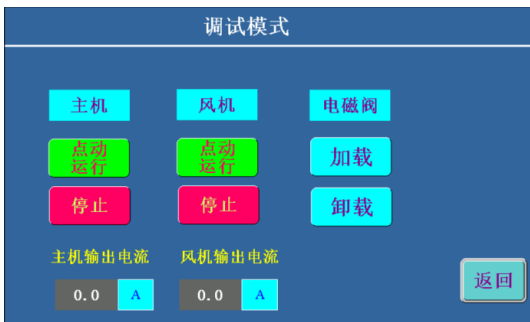 调试模式
主机 风机 电磁阀
点动 点动 加载
运行 运行
停止 停止 卸载
主机输出电流 风机输出电流
0.0 A 0.0 A
返回